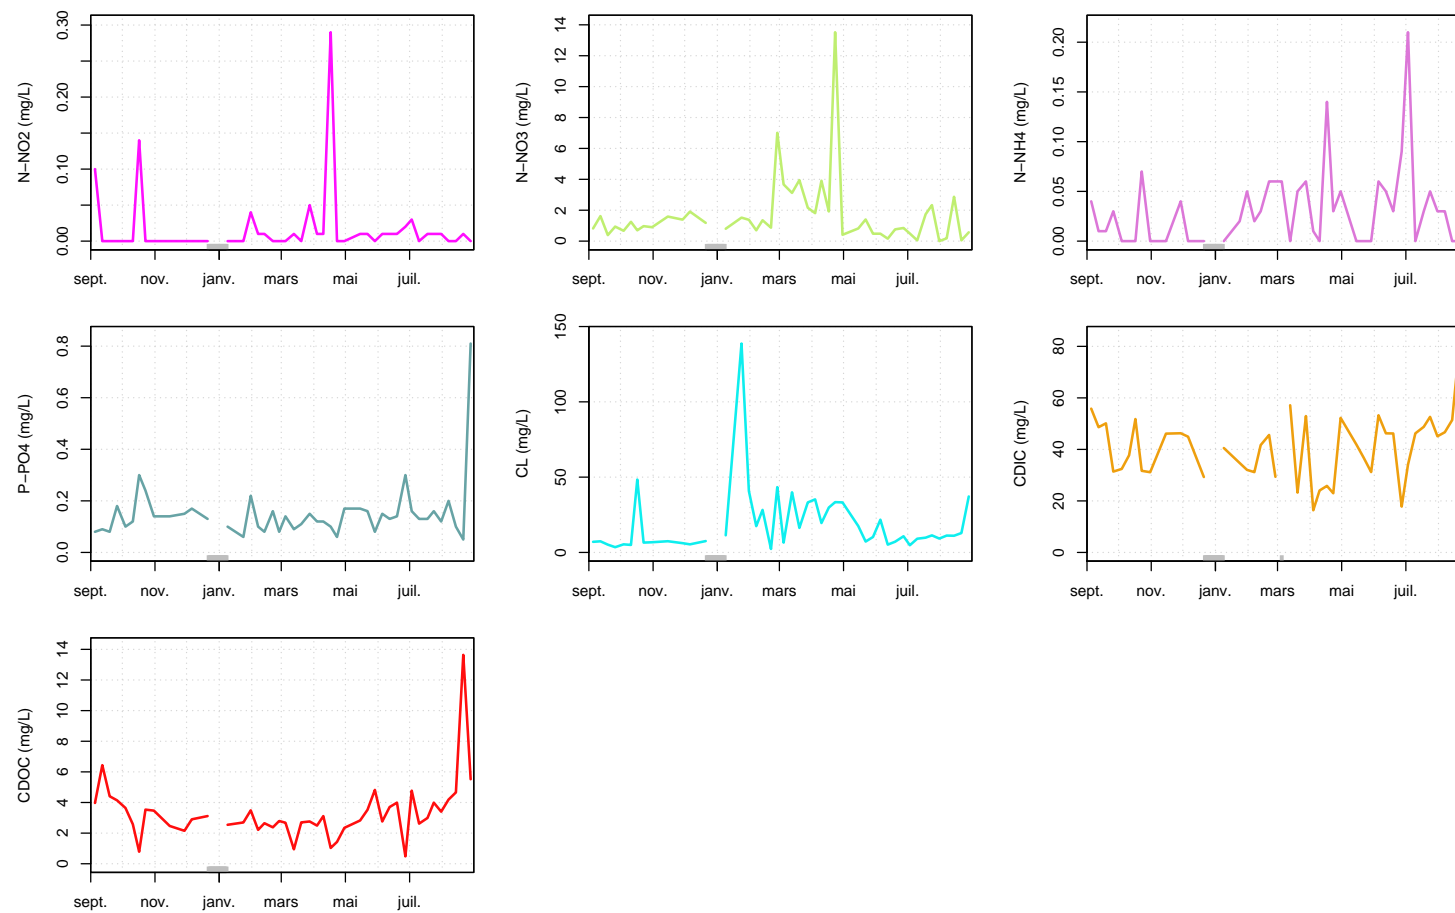 N−NO2 (mg/L)
0.00 0.10 0.20 0.30
sept. nov. janv. mars mai juil.
N−NO3 (mg/L)
0 2 4 6 8 10 12 14
sept. nov. janv. mars mai juil.
N−NH4 (mg/L)
0.00 0.05 0.10 0.15 0.20
sept. nov. janv. mars mai juil.
P−PO4 (mg/L)
0.0 0.2 0.4 0.6 0.8
sept. nov. janv. mars mai juil.
CL (mg/L)
0 50 100 150
sept. nov. janv. mars mai juil.
CDIC (mg/L)
0 20 40 60 80
sept. nov. janv. mars mai juil.
CDOC (mg/L)
0 2 4 6 8 10 12 14
sept. nov. janv. mars mai juil.